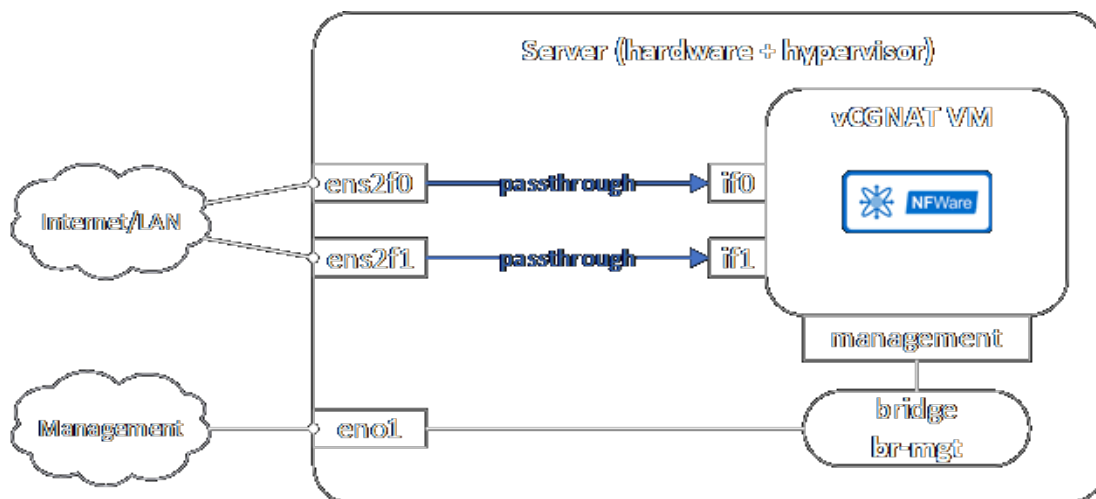 Server (hardware + hypervisor)
vCGNAT VM
ens2f0
passthrough
if0
NFWare
Internet/LAN
ens2f1
passthrough
if1
management
Management
eno1
bridge
br-mgt